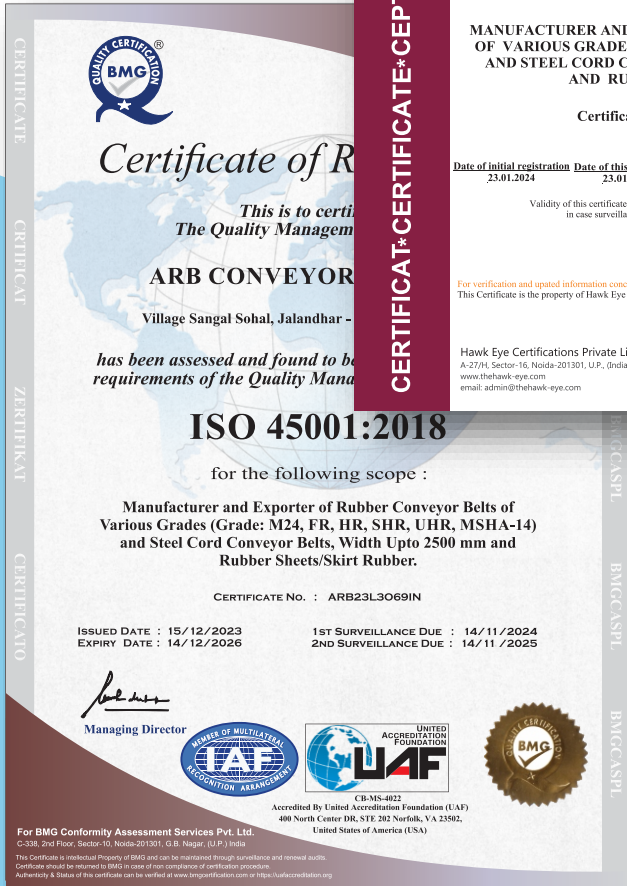 CERTIFICATE
CRTIFICAT
ZERTIFIKAT
CERTIFICATO
QUALITY CERTIFICATION
BMG
®
Certificate of R
This is to certi
The Quality Managem
ARB CONVEYOR
Village Sangal Sohal, Jalandhar -
has been assessed and found to be
requirements of the Quality Mana
ISO 45001:2018
for the following scope :
Manufacturer and Exporter of Rubber Conveyor Belts of
Various Grades (Grade: M24, FR, HR, SHR, UHR, MSHA-14)
and Steel Cord Conveyor Belts, Width Upto 2500 mm and
Rubber Sheets/Skirt Rubber.
CERTIFICATE NO. : ARB23L3069IN
ISSUED DATE : 15/12/2023
EXPIRY DATE : 14/12/2026
1ST SURVEILLANCE DUE : 14/11/2024
2ND SURVEILLANCE DUE : 14/11/2025
Managing Director
MEMBER OF MULTILATERAL
IAF
RECOGNITION ARRANGEMENT
UNITED
ACCREDITATION
FOUNDATION
UAF
CB-MS-4022
Accredited By United Accreditation Foundation (UAF)
400 North Center DR, STE 202 Norfolk, VA 23502,
United States of America (USA)
QUALITY CERTIFICATION
BMG
For BMG Conformity Assessment Services Pvt. Ltd.
C-338, 2nd Floor, Sector-10, Noida-201301, G.B. Nagar, (U.P.) India
This Certificate is intellectual Property of BMG and can be maintained through surveillance and renewal audits.
Certificate should be returned to BMG in case of non compliance of certification procedure.
Authenticity & Status of this certificate can be verified at www.bmgcertification.com or https://uafaccreditation.org
BMGCASPL
BMGCASPL
BMGCASPL
CERTIFICAT*CERTIFICATE*CEPT
MANUFACTURER AND
OF VARIOUS GRADE
AND STEEL CORD C
AND RU
Certifica
Date of initial registration Date of this
23.01.2024 23.01
Validity of this certificate
in case surveilla
For verification and upated information conc
This Certificate is the property of Hawk Eye
Hawk Eye Certifications Private Li
A-27/H, Sector-16, Noida-201301, U.P., (India
www.thehawk-eye.com
email: admin@thehawk-eye.com